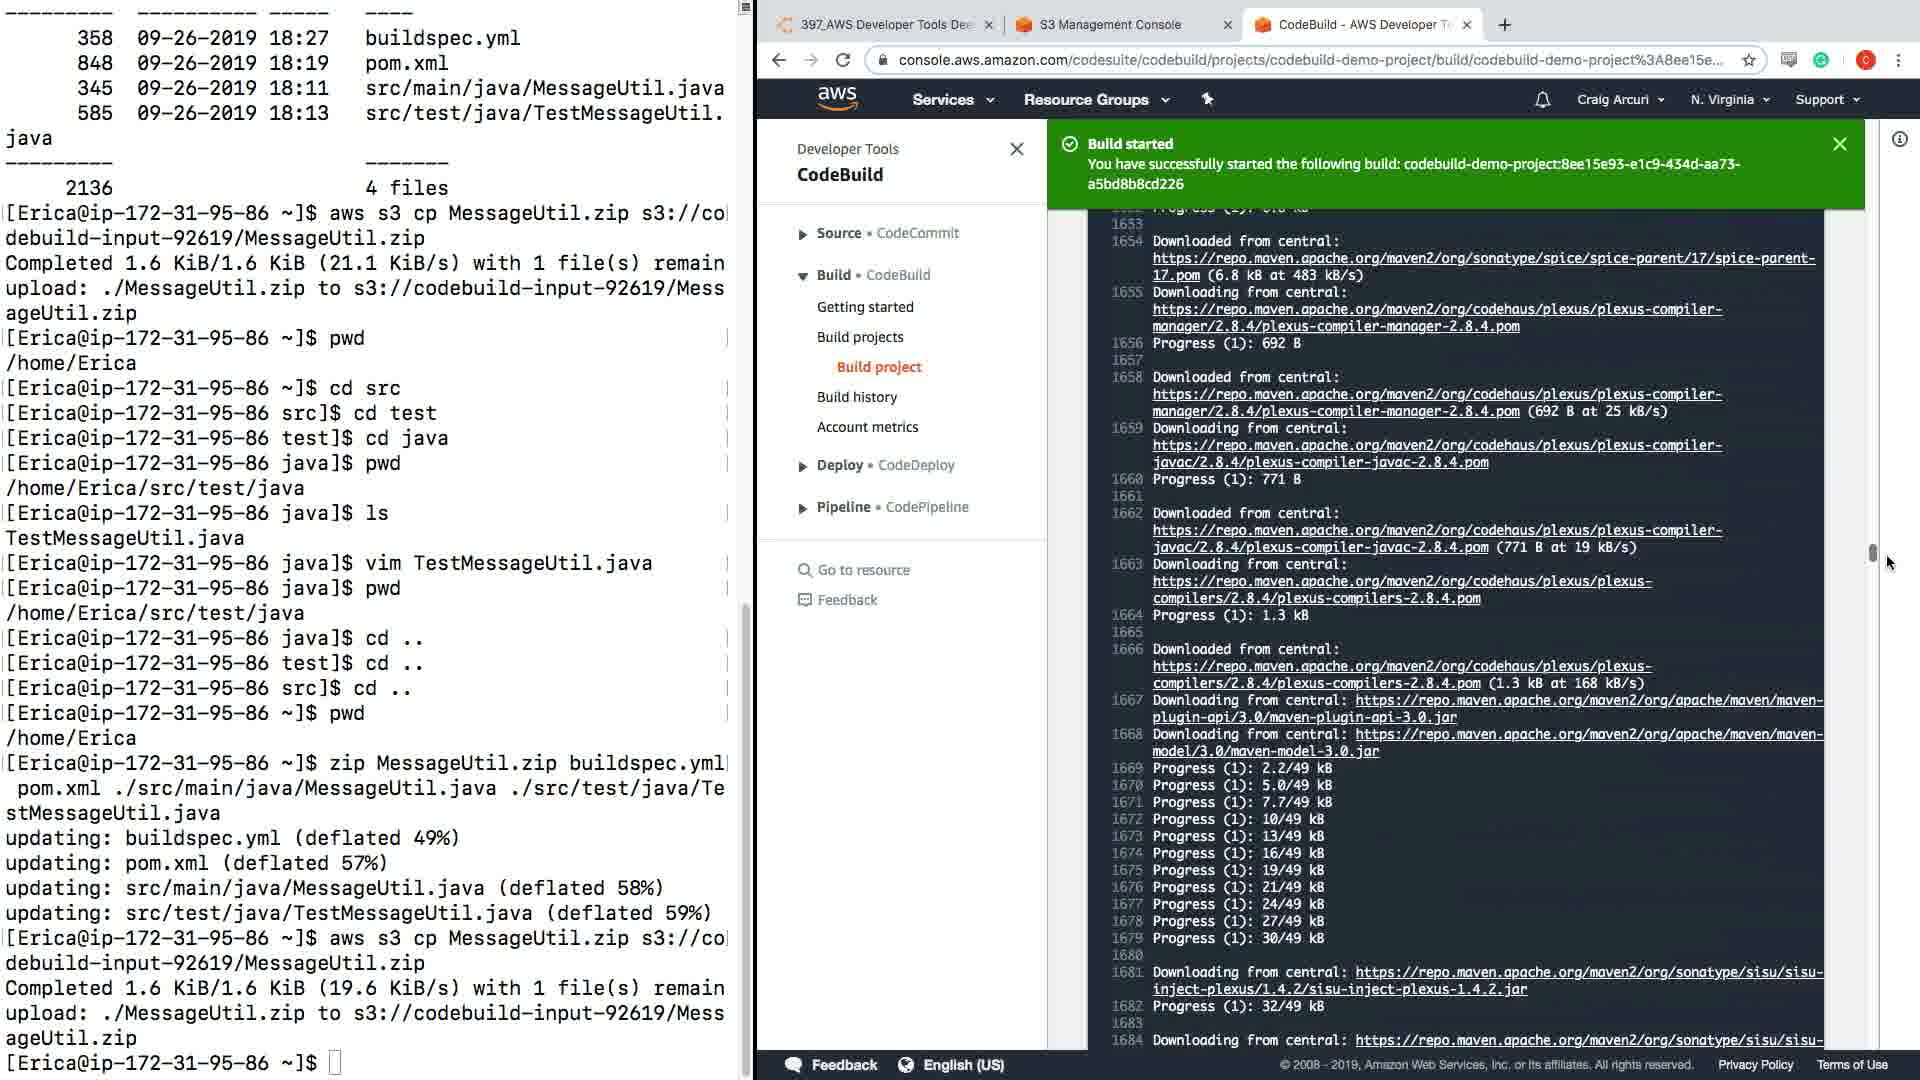 358  09-26-2019 18:27   buildspec.yml
848  09-26-2019 18:19   pom.xml
345  09-26-2019 18:11   src/main/java/MessageUtil.java
585  09-26-2019 18:13   src/test/java/TestMessageUtil.
java
---------                     -------
2136                     4 files
[Erica@ip-172-31-95-86 ~]$ aws s3 cp MessageUtil.zip s3://co
debuild-input-92619/MessageUtil.zip
Completed 1.6 KiB/1.6 KiB (21.1 KiB/s) with 1 file(s) remain
upload: ./MessageUtil.zip to s3://codebuild-input-92619/Mess
ageUtil.zip
[Erica@ip-172-31-95-86 ~]$ pwd
/home/Erica
[Erica@ip-172-31-95-86 ~]$ cd src
[Erica@ip-172-31-95-86 src]$ cd test
[Erica@ip-172-31-95-86 test]$ cd java
[Erica@ip-172-31-95-86 java]$ pwd
/home/Erica/src/test/java
[Erica@ip-172-31-95-86 java]$ ls
TestMessageUtil.java
[Erica@ip-172-31-95-86 java]$ vim TestMessageUtil.java
[Erica@ip-172-31-95-86 java]$ pwd
/home/Erica/src/test/java
[Erica@ip-172-31-95-86 java]$ cd ..
[Erica@ip-172-31-95-86 test]$ cd ..
[Erica@ip-172-31-95-86 src]$ cd ..
[Erica@ip-172-31-95-86 ~]$ pwd
/home/Erica
[Erica@ip-172-31-95-86 ~]$ zip MessageUtil.zip buildspec.yml
pom.xml ./src/main/java/MessageUtil.java ./src/test/java/Te
stMessageUtil.java
updating: buildspec.yml (deflated 49%)
updating: pom.xml (deflated 57%)
updating: src/main/java/MessageUtil.java (deflated 58%)
updating: src/test/java/TestMessageUtil.java (deflated 59%)
[Erica@ip-172-31-95-86 ~]$ aws s3 cp MessageUtil.zip s3://co
debuild-input-92619/MessageUtil.zip
Completed 1.6 KiB/1.6 KiB (19.6 KiB/s) with 1 file(s) remain
upload: ./MessageUtil.zip to s3://codebuild-input-92619/Mess
ageUtil.zip
[Erica@ip-172-31-95-86 ~]$
397_AWS Developer Tools Dee
S3 Management Console
CodeBuild - AWS Developer To
console.aws.amazon.com/codesuite/codebuild/projects/codebuild-demo-project/build/codebuild-demo-project%3A8ee15e...
aws
Services
Resource Groups
Craig Arcuri
N. Virginia
Support
Developer Tools
CodeBuild
Source • CodeCommit
Build • CodeBuild
Getting started
Build projects
Build project
Build history
Account metrics
Deploy • CodeDeploy
Pipeline • CodePipeline
Go to resource
Feedback
Build started
You have successfully started the following build: codebuild-demo-project:8ee15e93-e1c9-434d-aa73-
a5bd8b8cd226
1653
1654 Downloaded from central:
https://repo.maven.apache.org/maven2/org/sonatype/spice/spice-parent/17/spice-parent-
17.pom (6.8 kB at 483 kB/s)
1655 Downloading from central:
https://repo.maven.apache.org/maven2/org/codehaus/plexus/plexus-compiler-
manager/2.8.4/plexus-compiler-manager-2.8.4.pom
1656 Progress (1): 692 B
1657
1658 Downloaded from central:
https://repo.maven.apache.org/maven2/org/codehaus/plexus/plexus-compiler-
manager/2.8.4/plexus-compiler-manager-2.8.4.pom (692 B at 25 kB/s)
1659 Downloading from central:
https://repo.maven.apache.org/maven2/org/codehaus/plexus/plexus-compiler-
javac/2.8.4/plexus-compiler-javac-2.8.4.pom
1660 Progress (1): 771 B
1661
1662 Downloaded from central:
https://repo.maven.apache.org/maven2/org/codehaus/plexus/plexus-compiler-
javac/2.8.4/plexus-compiler-javac-2.8.4.pom (771 B at 19 kB/s)
1663 Downloading from central:
https://repo.maven.apache.org/maven2/org/codehaus/plexus/plexus-
compilers/2.8.4/plexus-compilers-2.8.4.pom
1664 Progress (1): 1.3 kB
1665
1666 Downloaded from central:
https://repo.maven.apache.org/maven2/org/codehaus/plexus/plexus-
compilers/2.8.4/plexus-compilers-2.8.4.pom (1.3 kB at 168 kB/s)
1667 Downloading from central: https://repo.maven.apache.org/maven2/org/apache/maven/maven-
plugin-api/3.0/maven-plugin-api-3.0.jar
1668 Downloading from central: https://repo.maven.apache.org/maven2/org/apache/maven/maven-
model/3.0/maven-model-3.0.jar
1669 Progress (1): 2.2/49 kB
1670 Progress (1): 5.0/49 kB
1671 Progress (1): 7.7/49 kB
1672 Progress (1): 10/49 kB
1673 Progress (1): 13/49 kB
1674 Progress (1): 16/49 kB
1675 Progress (1): 19/49 kB
1676 Progress (1): 21/49 kB
1677 Progress (1): 24/49 kB
1678 Progress (1): 27/49 kB
1679 Progress (1): 30/49 kB
1680
1681 Downloading from central: https://repo.maven.apache.org/maven2/org/sonatype/sisu/sisu-
inject-plexus/1.4.2/sisu-inject-plexus-1.4.2.jar
1682 Progress (1): 32/49 kB
1683
1684 Downloading from central: https://repo.maven.apache.org/maven2/org/sonatype/sisu/sisu-
Feedback
English (US)
© 2008 - 2019, Amazon Web Services, Inc. or its affiliates. All rights reserved.
Privacy Policy
Terms of Use